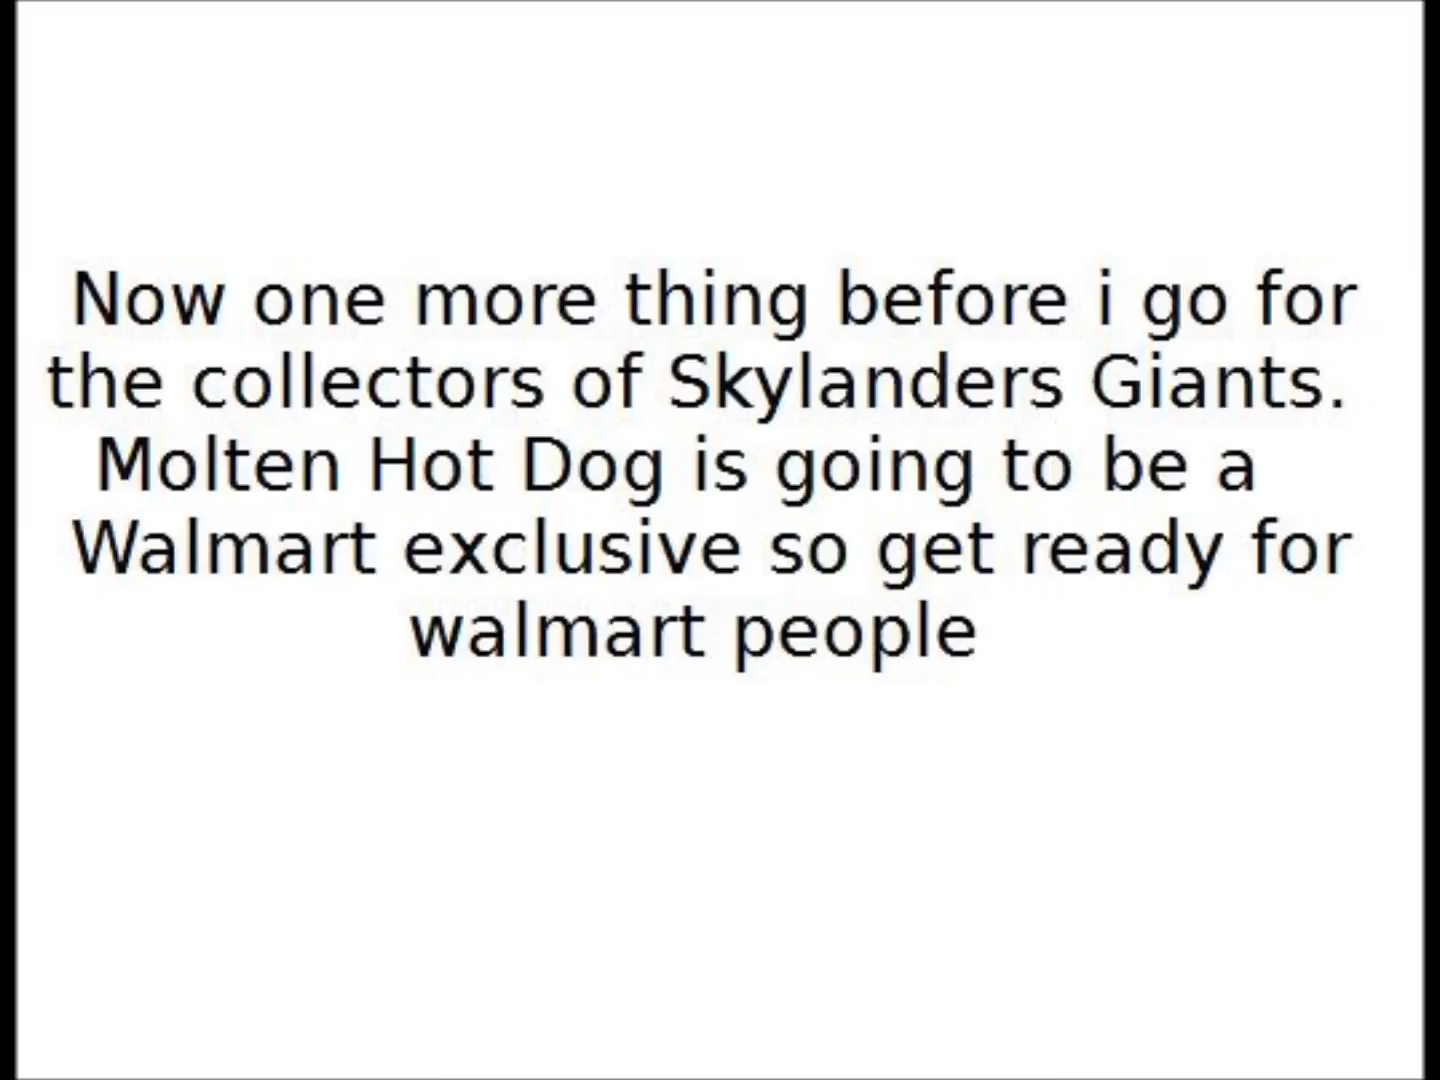 Now one more thing before i go for
the collectors of Skylanders Giants.
Molten Hot Dog is going to be a
Walmart exclusive so get ready for
walmart people